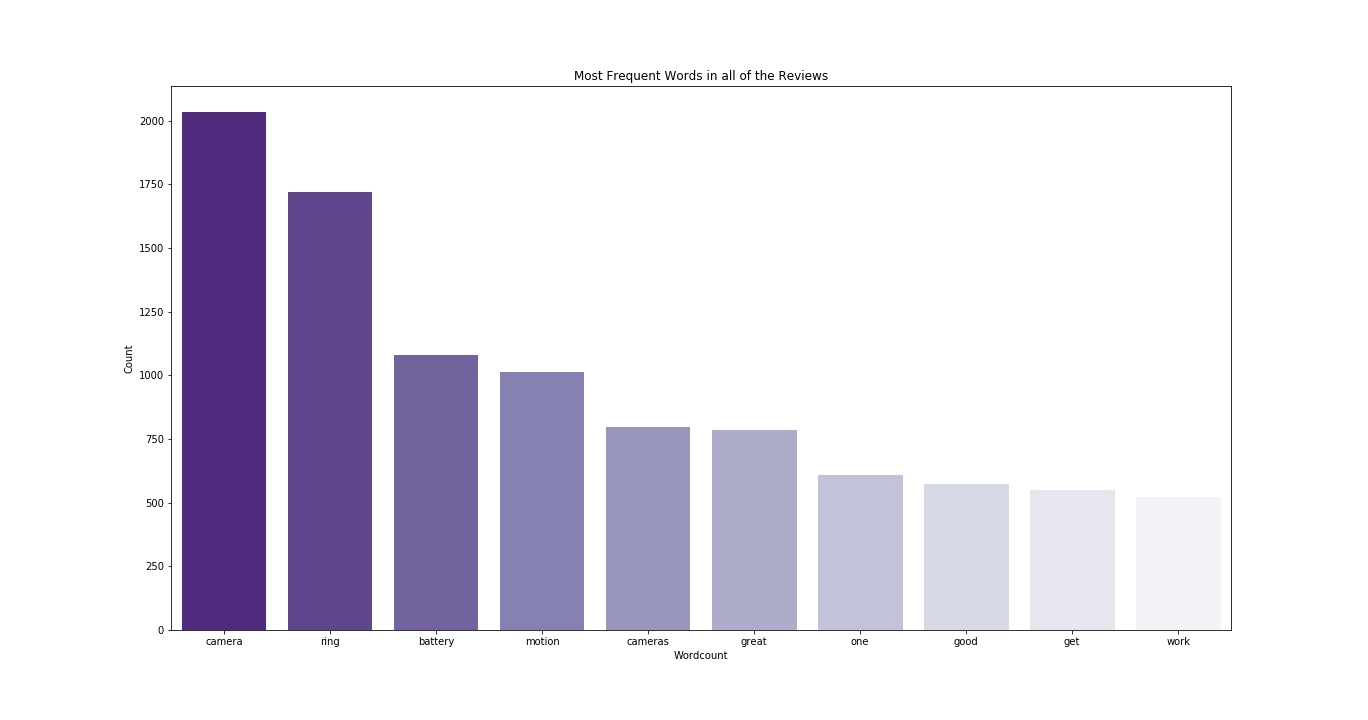 Most Frequent Words in all of the Reviews
2000
1750
1500
1250
1000
750
500
250
0
Count
camera ring battery motion cameras great one good get work
Wordcount